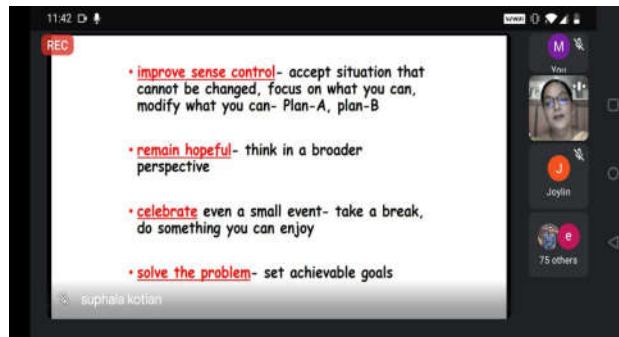 11:42
REC
• improve sense control- accept situation that
cannot be changed, focus on what you can,
modify what you can- Plan-A, plan-B
• remain hopeful- think in a broader
perspective
• celebrate even a small event- take a break,
do something you can enjoy
• solve the problem- set achievable goals
suphala kotian
M
You
J
Joylin
e
75 others